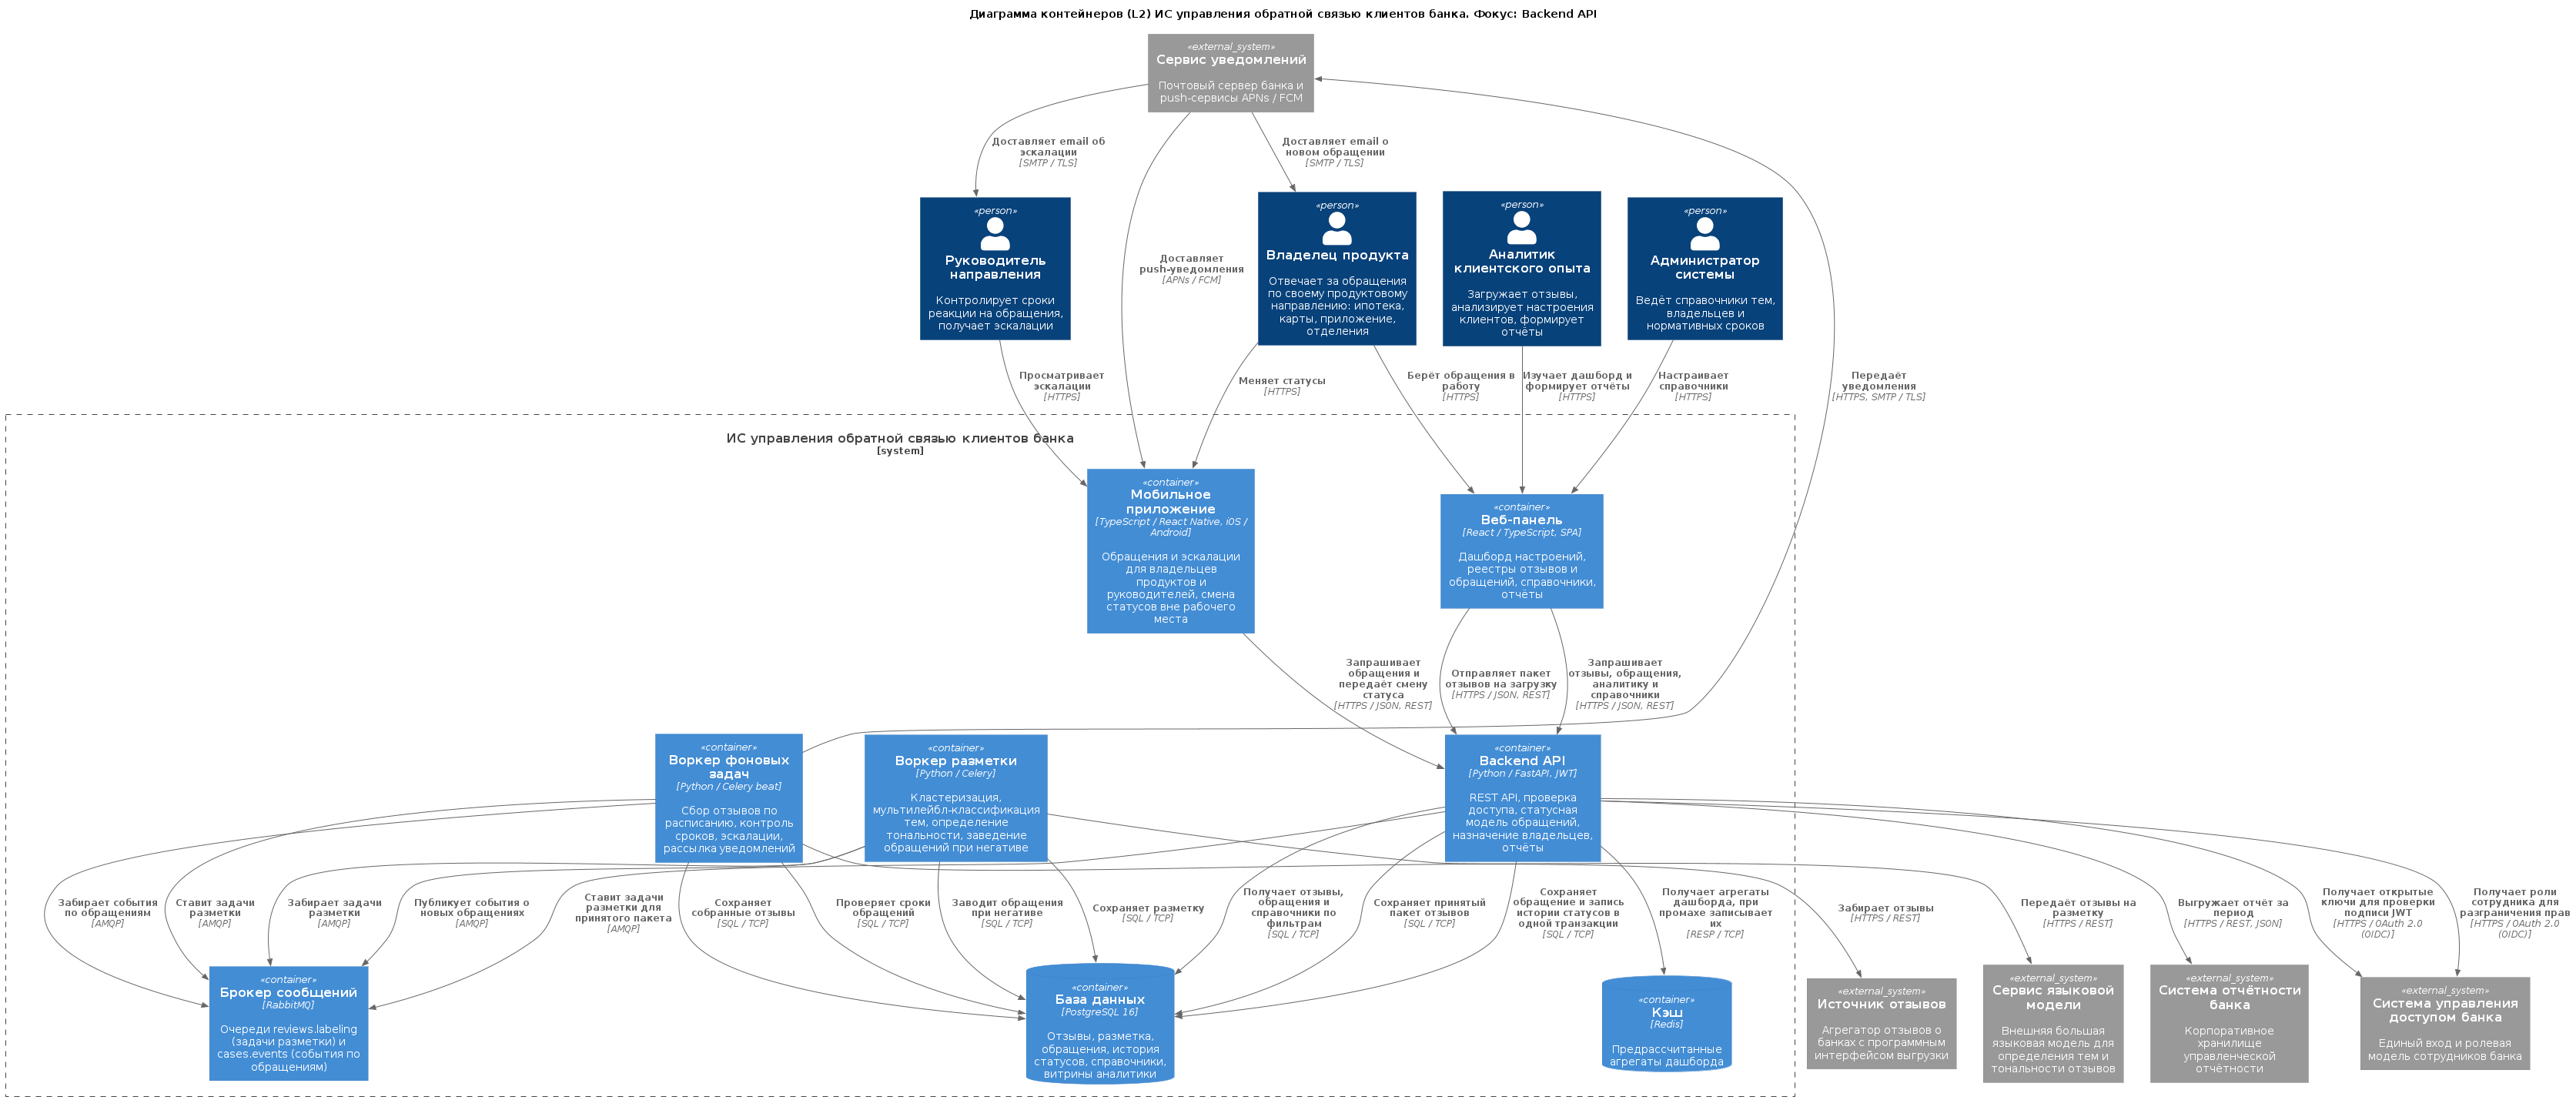 Диаграмма контейнеров (L2) ИС управления обратной связью клиентов банка. Фокус: Backend API
«external_system»
Сервис уведомлений
Почтовый сервер банка и
push-сервисы APNs / FCM
Доставляет email об
эскалации
[SMTP / TLS]
Доставляет email о
новом обращении
[SMTP / TLS]
Доставляет
push-уведомления
[APNs / FCM]
«person»
Руководитель
направления
Контролирует сроки
реакции на обращения,
получает эскалации
«person»
Владелец продукта
Отвечает за обращения
по своему продуктовому
направлению: ипотека,
карты, приложение,
отделения
«person»
Аналитик
клиентского опыта
Загружает отзывы,
анализирует настроения
клиентов, формирует
отчёты
«person»
Администратор
системы
Ведёт справочники тем,
владельцев и
нормативных сроков
Просматривает
эскалации
[HTTPS]
Меняет статусы
[HTTPS]
Берёт обращения в
работу
[HTTPS]
Изучает дашборд и
формирует отчёты
[HTTPS]
Настраивает
справочники
[HTTPS]
Передаёт
уведомления
[HTTPS, SMTP / TLS]
ИС управления обратной связью клиентов банка
[system]
«container»
Мобильное
приложение
[TypeScript / React Native, iOS /
Android]
Обращения и эскалации
для владельцев
продуктов и
руководителей, смена
статусов вне рабочего
места
«container»
Веб-панель
[React / TypeScript, SPA]
Дашборд настроений,
реестры отзывов и
обращений, справочники,
отчёты
Запрашивает
обращения и
передаёт смену
статуса
[HTTPS / JSON, REST]
Отправляет пакет
отзывов на загрузку
[HTTPS / JSON, REST]
Запрашивает
отзывы, обращения,
аналитику и
справочники
[HTTPS / JSON, REST]
«container»
Воркер фоновых
задач
[Python / Celery beat]
Сбор отзывов по
расписанию, контроль
сроков, эскалации,
рассылка уведомлений
«container»
Воркер разметки
[Python / Celery]
Кластеризация,
мультилейбл-классификация
тем, определение
тональности, заведение
обращений при негативе
«container»
Backend API
[Python / FastAPI, JWT]
REST API, проверка
доступа, статусная
модель обращений,
назначение владельцев,
отчёты
Забирает события
по обращениям
[AMQP]
Ставит задачи
разметки
[AMQP]
Забирает задачи
разметки
[AMQP]
Публикует события о
новых обращениях
[AMQP]
Ставит задачи
разметки для
принятого пакета
[AMQP]
Сохраняет
собранные отзывы
[SQL / TCP]
Проверяет сроки
обращений
[SQL / TCP]
Заводит обращения
при негативе
[SQL / TCP]
Сохраняет разметку
[SQL / TCP]
Получает отзывы,
обращения и
справочники по
фильтрам
[SQL / TCP]
Сохраняет принятый
пакет отзывов
[SQL / TCP]
Сохраняет
обращение и запись
истории статусов в
одной транзакции
[SQL / TCP]
Получает агрегаты
дашборда, при
промахе записывает
их
[RESP / TCP]
Забирает отзывы
[HTTPS / REST]
Передаёт отзывы на
разметку
[HTTPS / REST]
Выгружает отчёт за
период
[HTTPS / REST, JSON]
Получает открытые
ключи для проверки
подписи JWT
[HTTPS / OAuth 2.0
(OIDC)]
Получает роли
сотрудника для
разграничения прав
[HTTPS / OAuth 2.0
(OIDC)]
«container»
Брокер сообщений
[RabbitMQ]
Очереди reviews.labeling
(задачи разметки) и
cases.events (события по
обращениям)
«container»
База данных
[PostgreSQL 16]
Отзывы, разметка,
обращения, история
статусов, справочники,
витрины аналитики
«container»
Кэш
[Redis]
Предрассчитанные
агрегаты дашборда
«external_system»
Источник отзывов
Агрегатор отзывов о
банках с программным
интерфейсом выгрузки
«external_system»
Сервис языковой
модели
Внешняя большая
языковая модель для
определения тем и
тональности отзывов
«external_system»
Система отчётности
банка
Корпоративное
хранилище
управленческой
отчётности
«external_system»
Система управления
доступом банка
Единый вход и ролевая
модель сотрудников банка